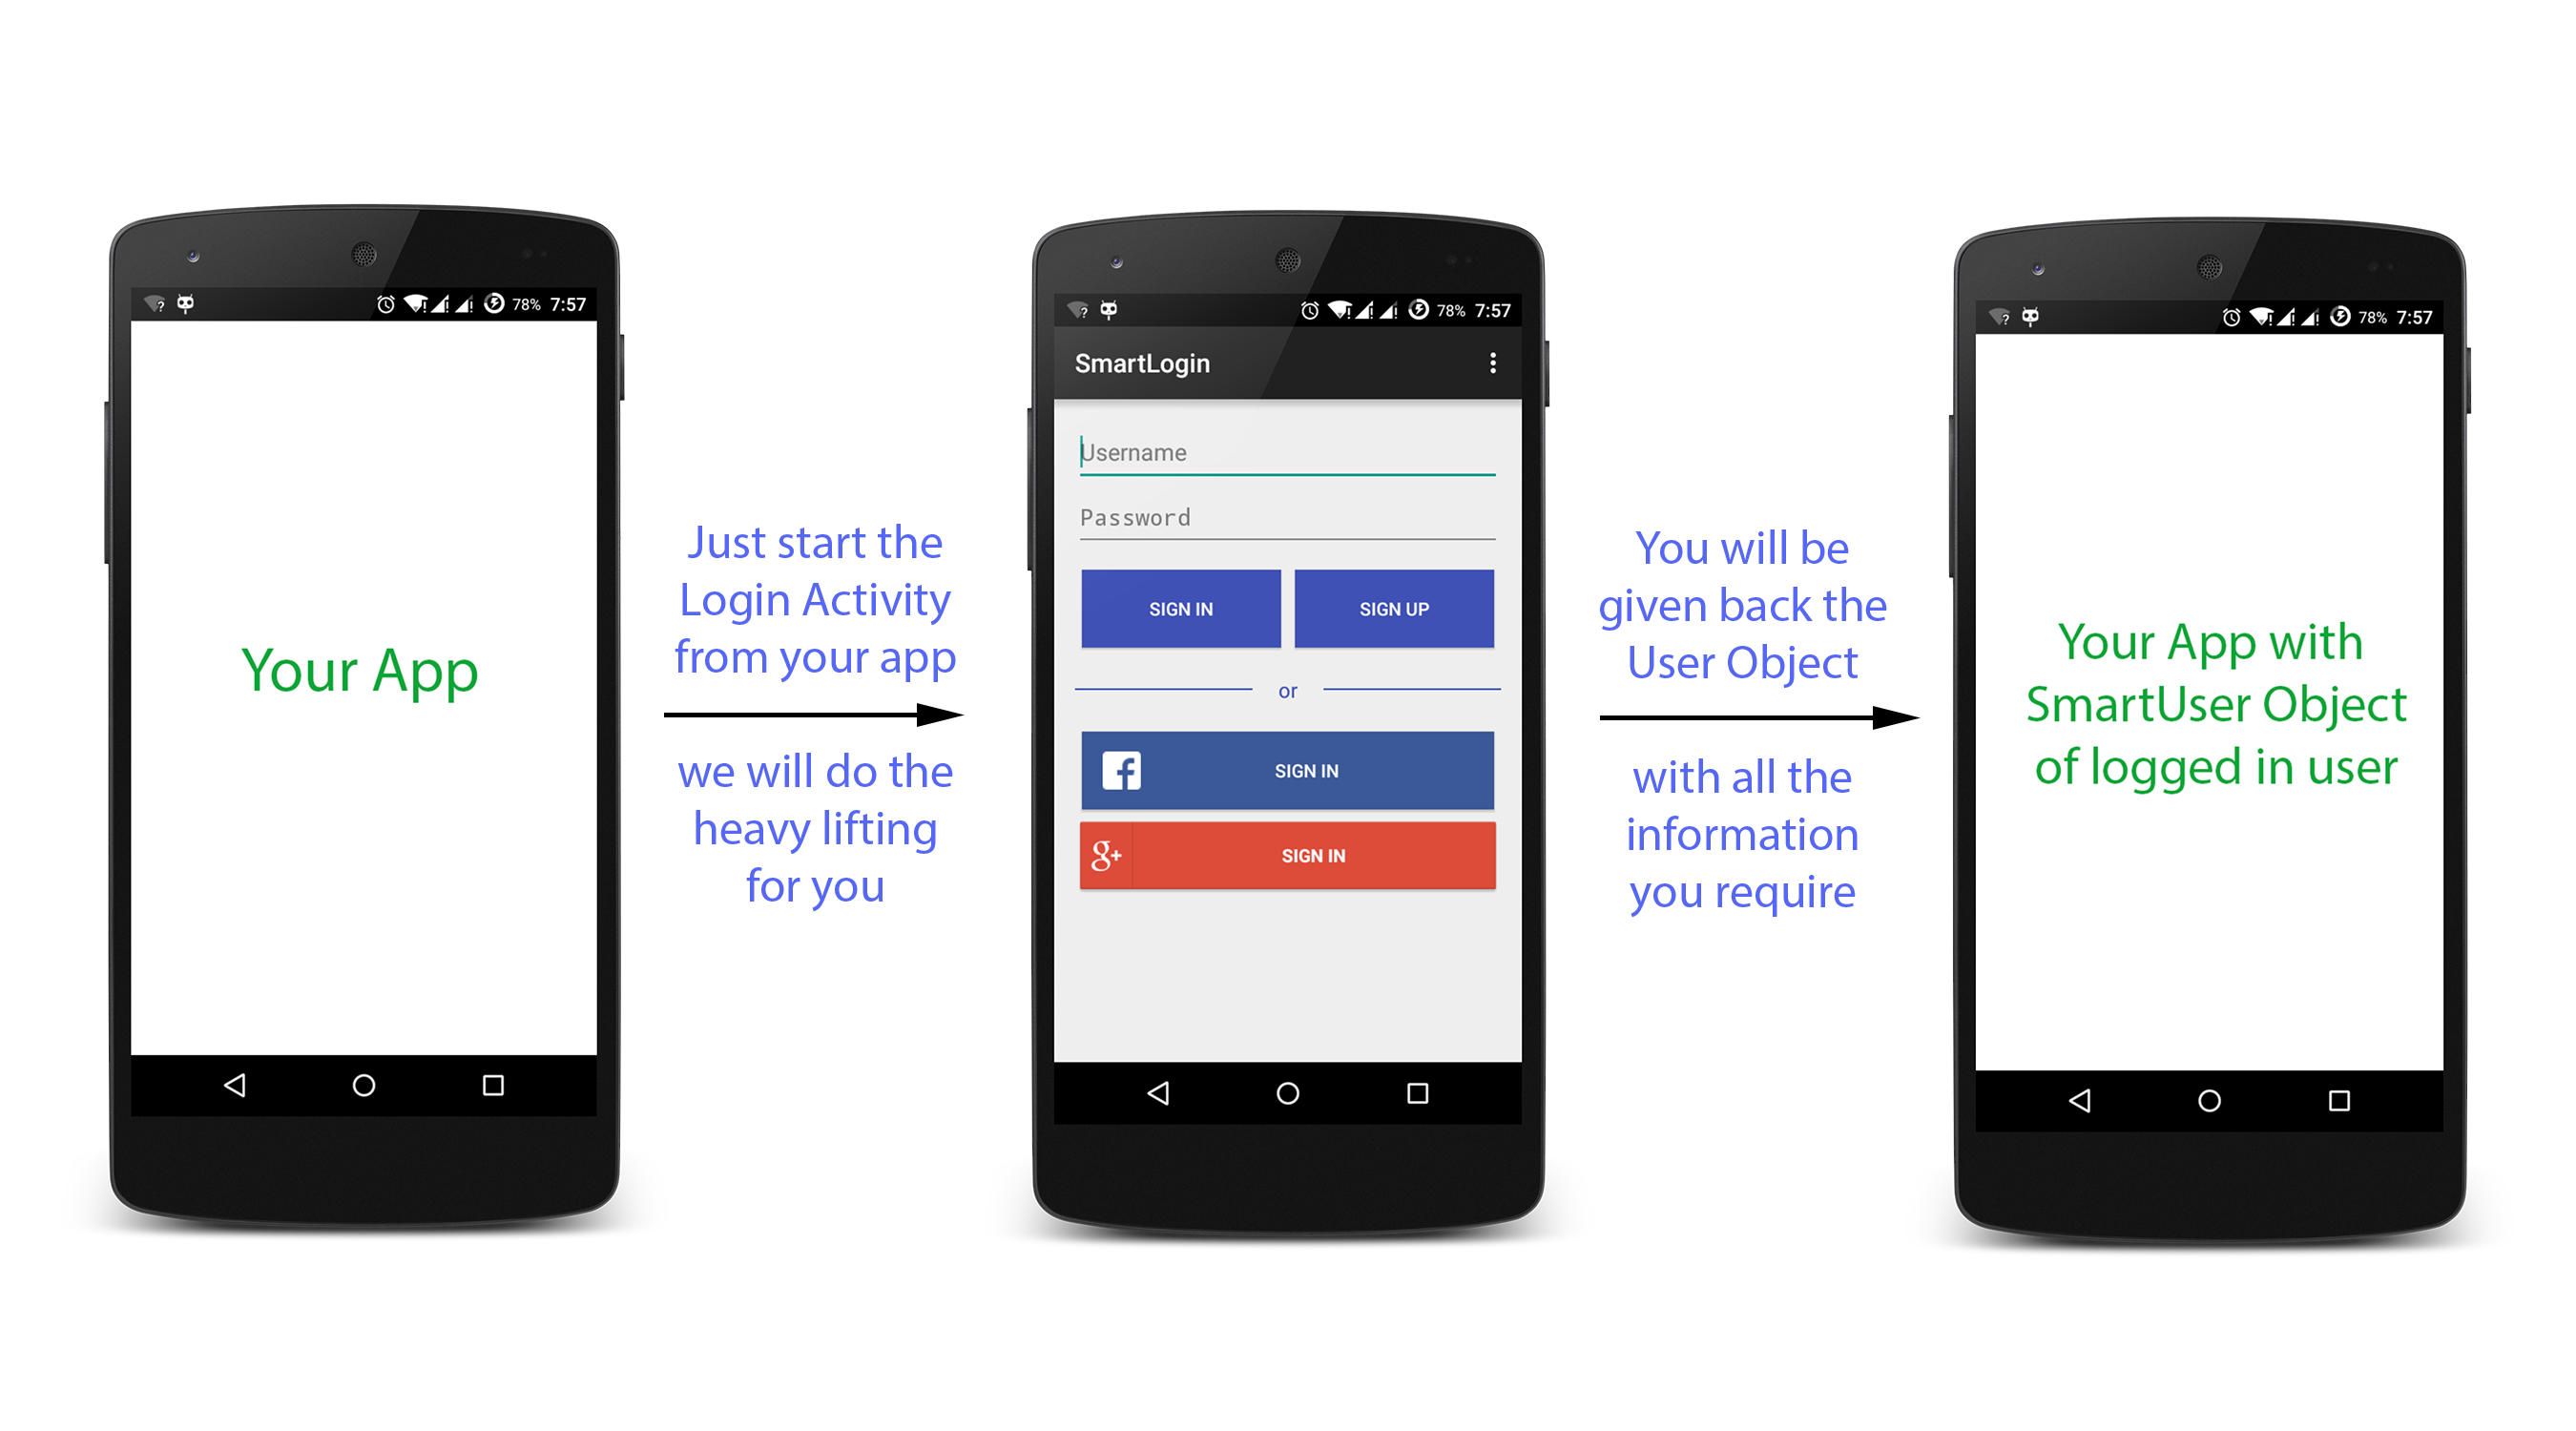 78% 7:57
Your App
Just start the
Login Activity
from your app
we will do the
heavy lifting
for you
78% 7:57
SmartLogin
Username
Password
SIGN IN
SIGN UP
or
f SIGN IN
g+ SIGN IN
You will be
given back the
User Object
with all the
information
you require
78% 7:57
Your App with
SmartUser Object
of logged in user